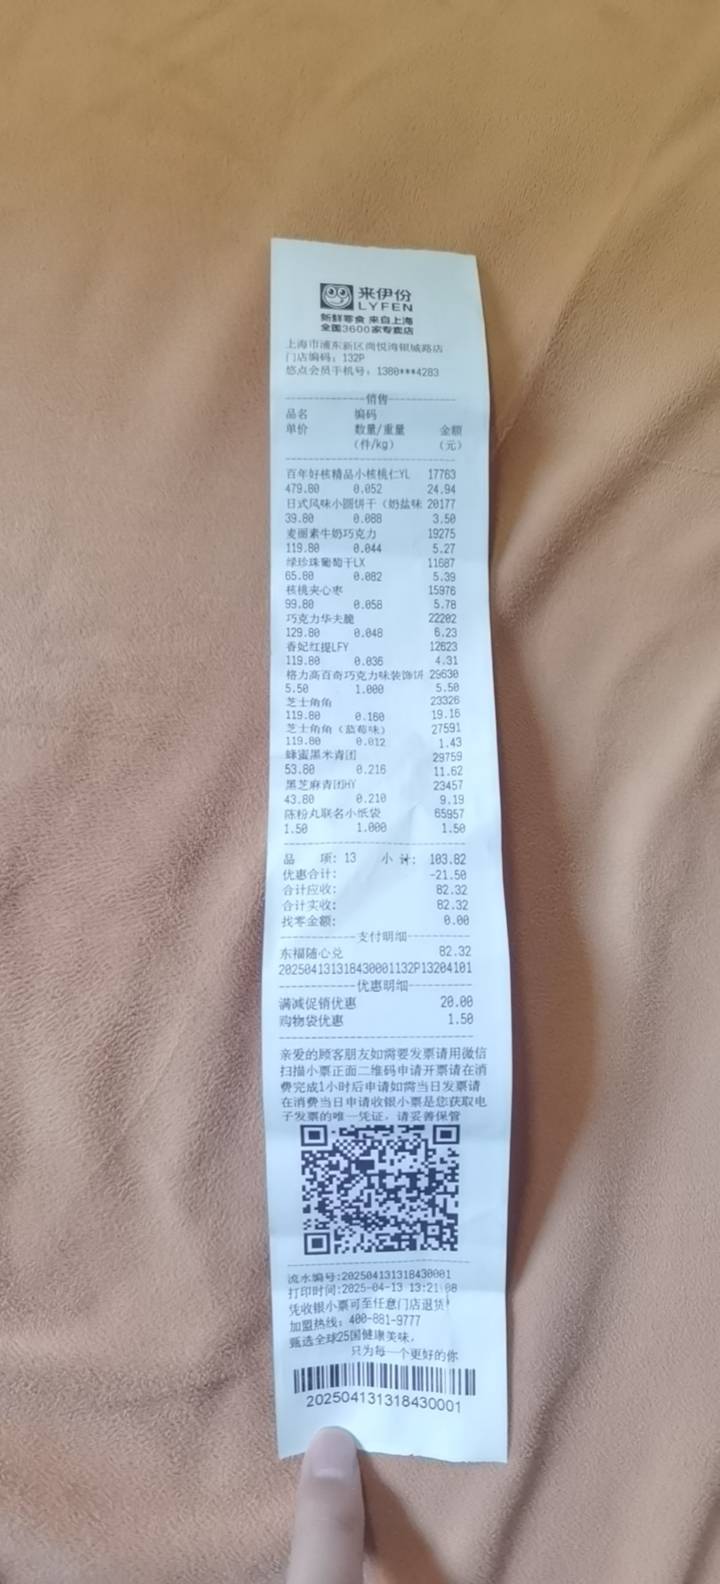 来伊份
LYFEN
新鲜零食 来自上海
全国3600家专卖店
上海市浦东新区尚悦湾银城路店
门店编码：132P
悠点会员手机号：1380***4283
销售
品名 编码
单价 数量/重量 金额
（件/kg） （元）
百年好核精品小核桃仁YL 17763
479.80 0.052 24.94
日式风味小圆饼干（奶盐味 20177
39.80 0.088 3.50
麦丽素牛奶巧克力 19275
119.80 0.044 5.27
绿珍珠葡萄干LX 11687
65.80 0.082 5.39
核桃夹心枣 15976
99.80 0.058 5.78
巧克力华夫脆 22202
129.80 0.048 6.23
香妃红提LFY 12623
119.80 0.036 4.31
格力高百奇巧克力味装饰饼 29630
5.50 1.000 5.50
芝士角角 23326
119.80 0.160 19.16
芝士角角（蓝莓味） 27591
119.80 0.012 1.43
蜂蜜黑米青团 29759
53.80 0.216 11.62
黑芝麻青团HY 23457
43.80 0.210 9.19
陈粉丸联名小纸袋 65957
1.50 1.000 1.50
品 项：13 小 计： 103.82
优惠合计： -21.50
合计应收： 82.32
合计实收： 82.32
找零金额： 0.00
支付明细
东福随心兑 82.32
202504131318430001132P13204101
优惠明细
满减促销优惠 20.00
购物袋优惠 1.50
亲爱的顾客朋友如需要发票请用微信
扫描小票正面二维码申请开票请在消
费完成1小时后申请如需当日发票请
在消费当日申请收银小票是您获取电
子发票的唯一凭证，请妥善保管
流水编号:202504131318430001
打印时间:2025-04-13 13:21:08
凭收银小票可至任意门店退货!
加盟热线：400-881-9777
甄选全球25国健康美味，
只为每一个更好的你
202504131318430001